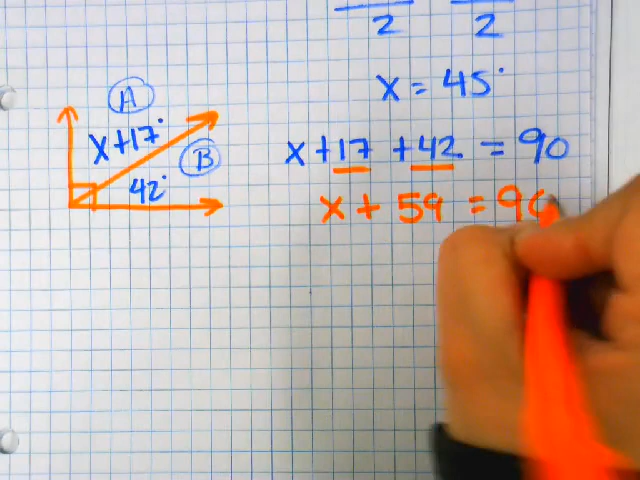 2 2
x = 45°
A
x+17°
B
42°
x + 17 + 42 = 90
x + 59 = 90